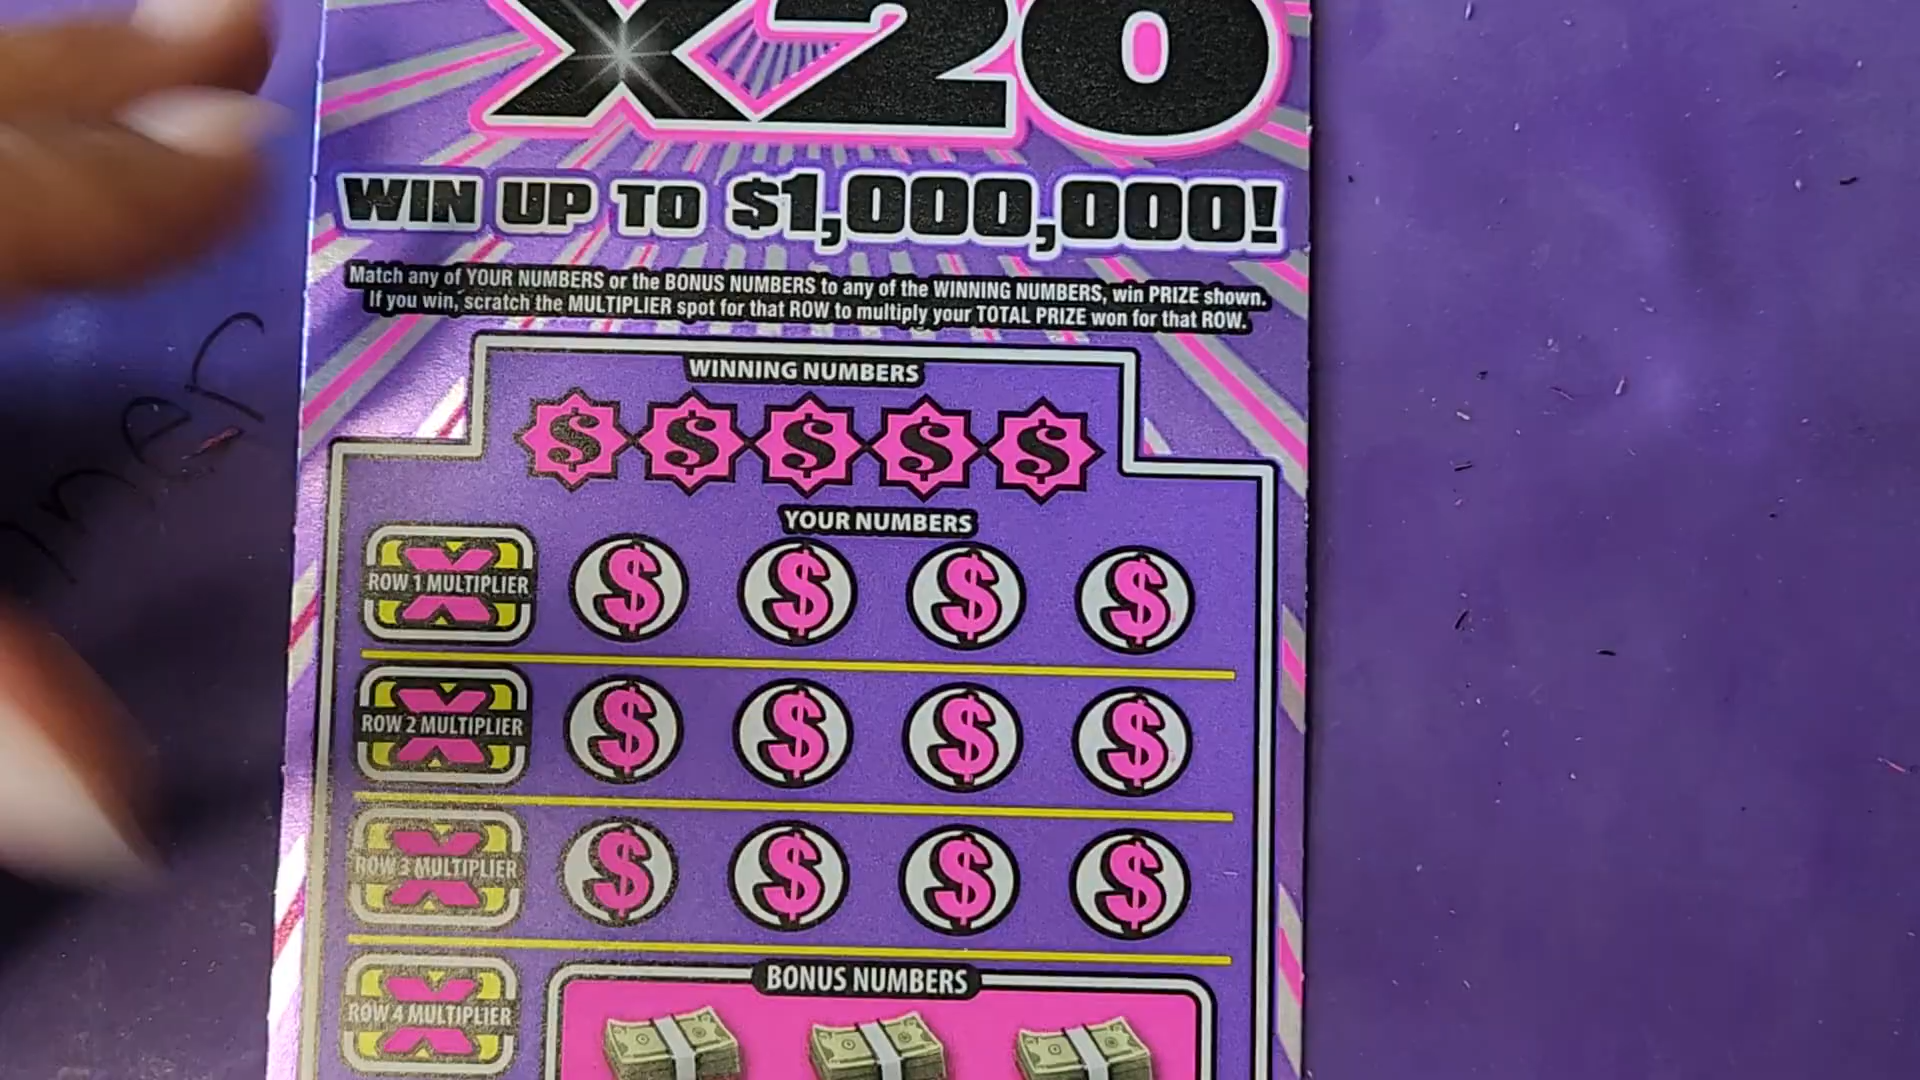 X20
WIN UP TO $1,000,000!
Match any of YOUR NUMBERS or the BONUS NUMBERS to any of the WINNING NUMBERS, win PRIZE shown.
If you win, scratch the MULTIPLIER spot for that ROW to multiply your TOTAL PRIZE won for that ROW.
WINNING NUMBERS
$ $ $ $ $
YOUR NUMBERS
ROW 1 MULTIPLIER $ $ $ $
ROW 2 MULTIPLIER $ $ $ $
ROW 3 MULTIPLIER $ $ $ $
BONUS NUMBERS
ROW 4 MULTIPLIER